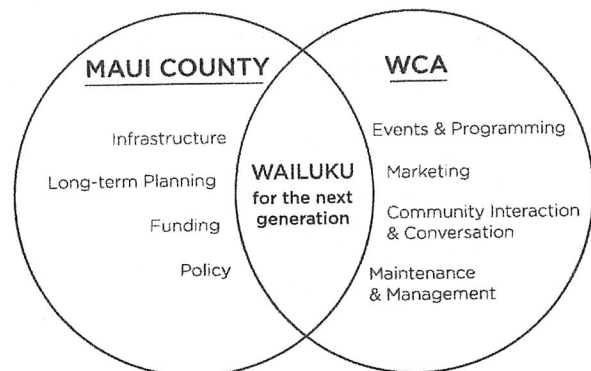 MAUI COUNTY
Infrastructure
Long-term Planning
Funding
Policy
WAILUKU
for the next
generation
WCA
Events & Programming
Marketing
Community Interaction
& Conversation
Maintenance
& Management